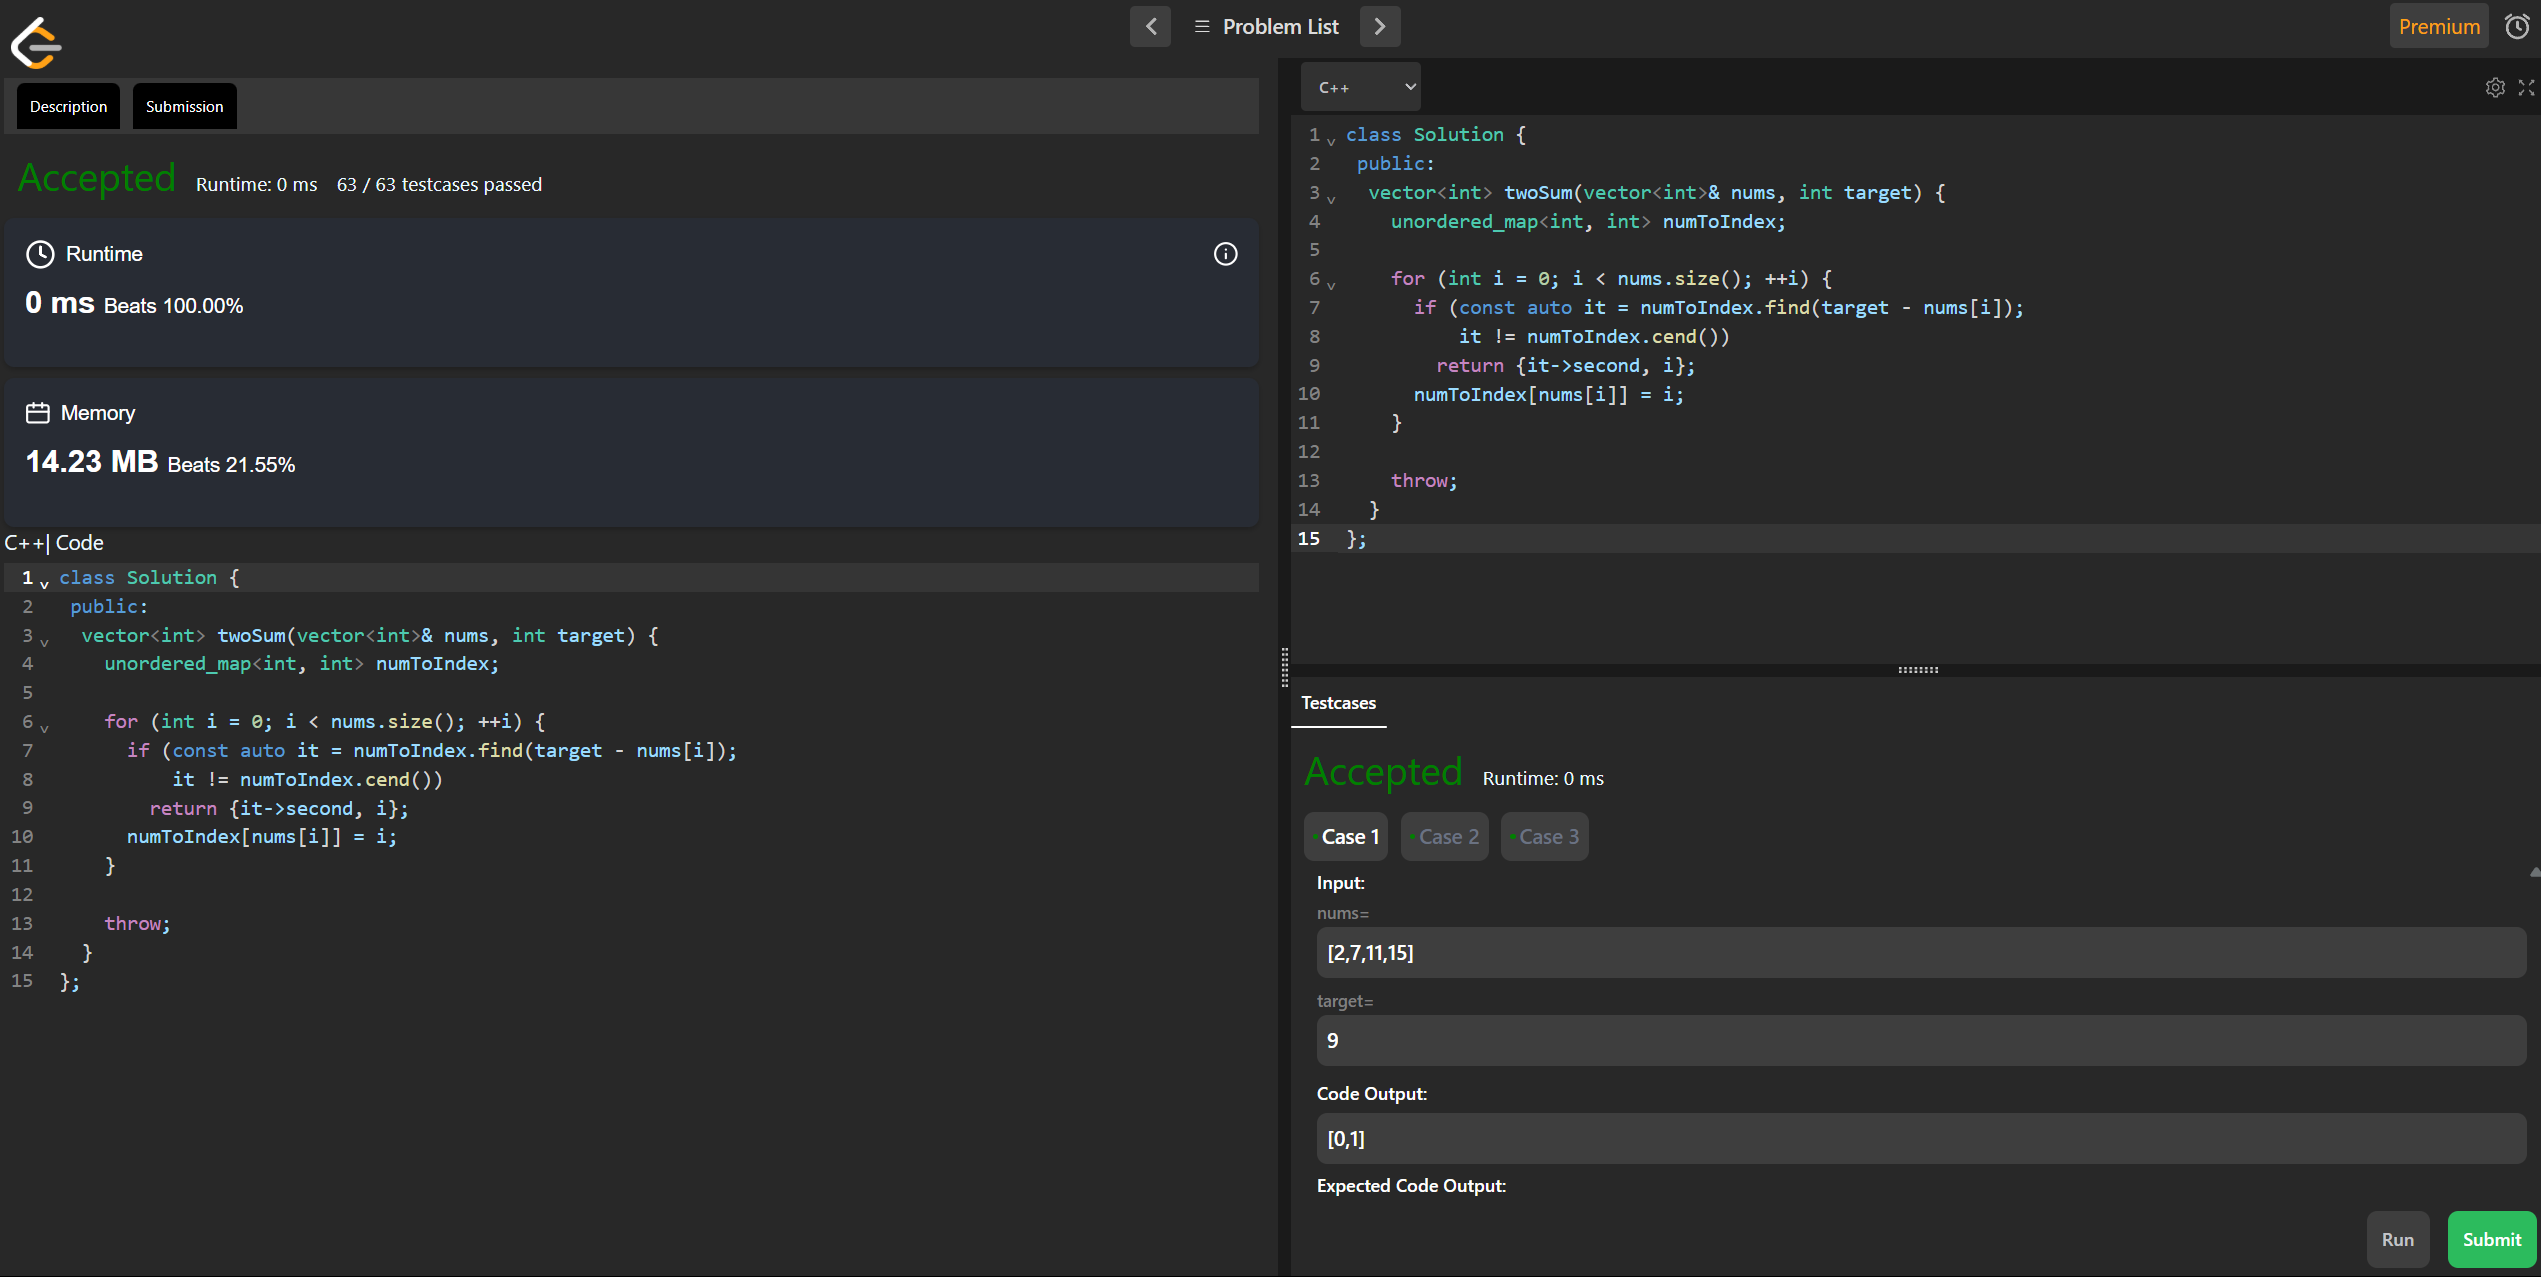 Problem List
Premium
Description Submission
Accepted Runtime: 0 ms 63 / 63 testcases passed
Runtime
0 ms Beats 100.00%
Memory
14.23 MB Beats 21.55%
C++| Code
1 class Solution {
2  public:
3   vector<int> twoSum(vector<int>& nums, int target) {
4     unordered_map<int, int> numToIndex;
5
6     for (int i = 0; i < nums.size(); ++i) {
7       if (const auto it = numToIndex.find(target - nums[i]);
8           it != numToIndex.cend())
9         return {it->second, i};
10       numToIndex[nums[i]] = i;
11     }
12
13     throw;
14   }
15 };
C++
1 class Solution {
2  public:
3   vector<int> twoSum(vector<int>& nums, int target) {
4     unordered_map<int, int> numToIndex;
5
6     for (int i = 0; i < nums.size(); ++i) {
7       if (const auto it = numToIndex.find(target - nums[i]);
8           it != numToIndex.cend())
9         return {it->second, i};
10       numToIndex[nums[i]] = i;
11     }
12
13     throw;
14   }
15 };
Testcases
Accepted Runtime: 0 ms
Case 1 Case 2 Case 3
Input:
nums=
[2,7,11,15]
target=
9
Code Output:
[0,1]
Expected Code Output:
Run Submit